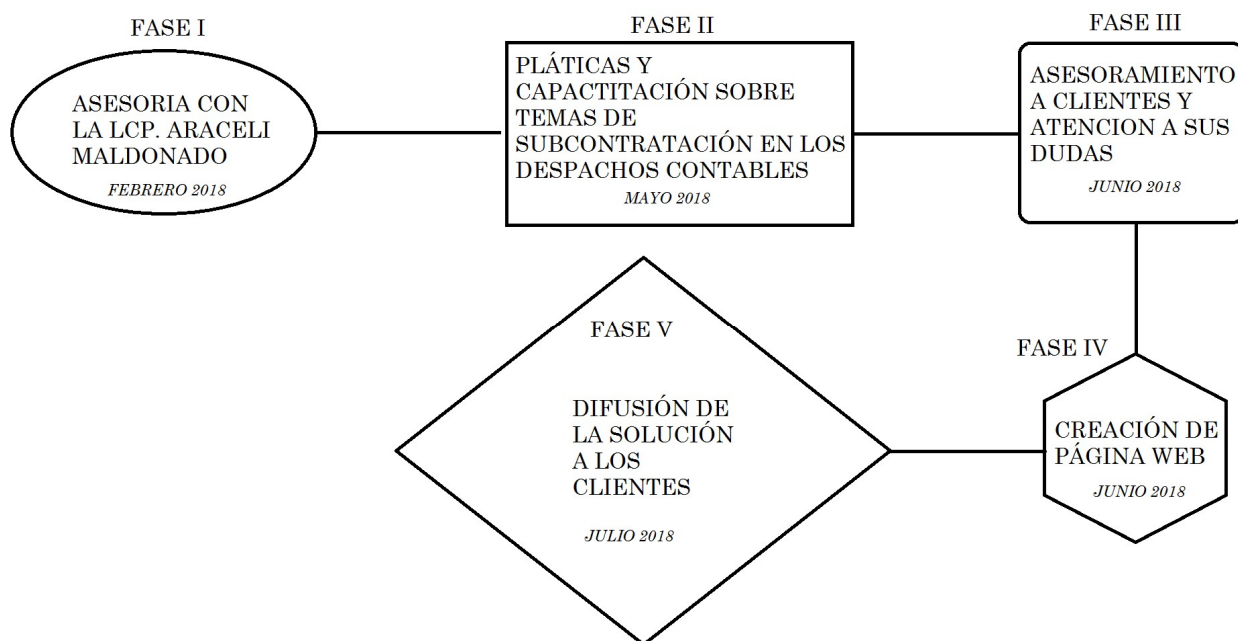 FASE I
ASESORIA CON
LA LCP. ARACELI
MALDONADO
FEBRERO 2018
FASE II
PLÁTICAS Y
CAPACTITACIÓN SOBRE
TEMAS DE
SUBCONTRATACIÓN EN LOS
DESPACHOS CONTABLES
MAYO 2018
FASE III
ASESORAMIENTO
A CLIENTES Y
ATENCION A SUS
DUDAS
JUNIO 2018
FASE IV
CREACIÓN DE
PÁGINA WEB
JUNIO 2018
FASE V
DIFUSIÓN DE
LA SOLUCIÓN
A LOS
CLIENTES
JULIO 2018